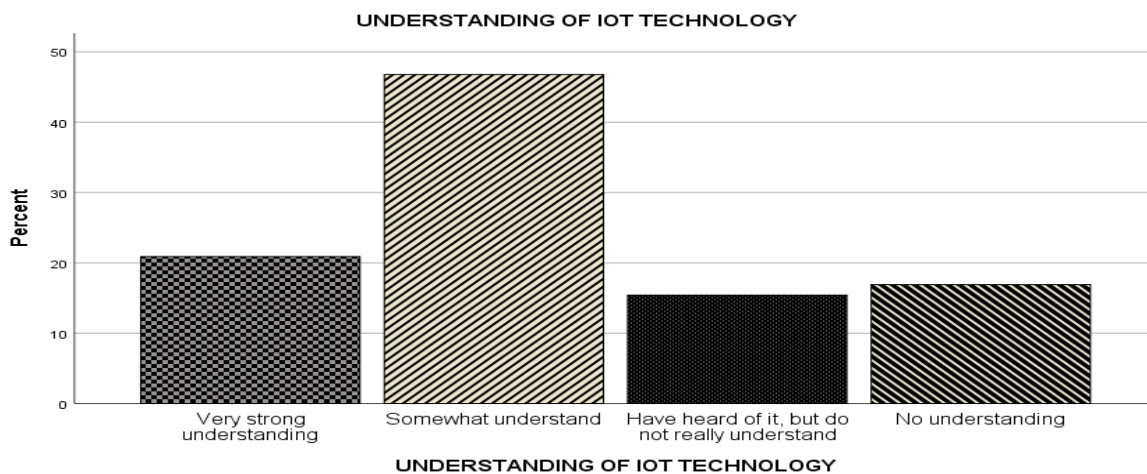 UNDERSTANDING OF IOT TECHNOLOGY
50
40
30
20
10
0
Percent
Very strong
understanding
Somewhat understand
Have heard of it, but do
not really understand
No understanding
UNDERSTANDING OF IOT TECHNOLOGY